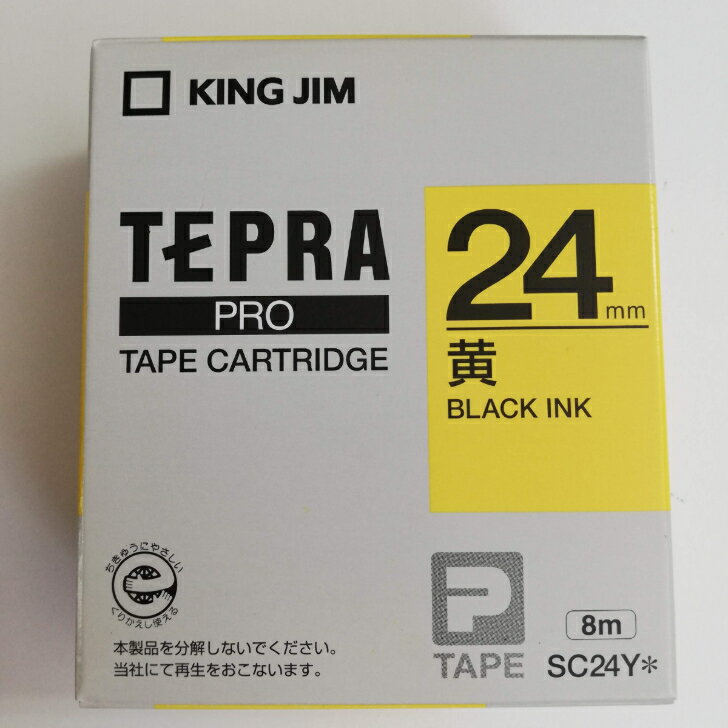 KING JIM
TEPRA
PRO
TAPE CARTRIDGE
24mm
黄
BLACK INK
ちきゅうにやさしい
e
くりかえし使える
本製品を分解しないでください。
当社にて再生をおこないます。
P
TAPE
8m
SC24Y*